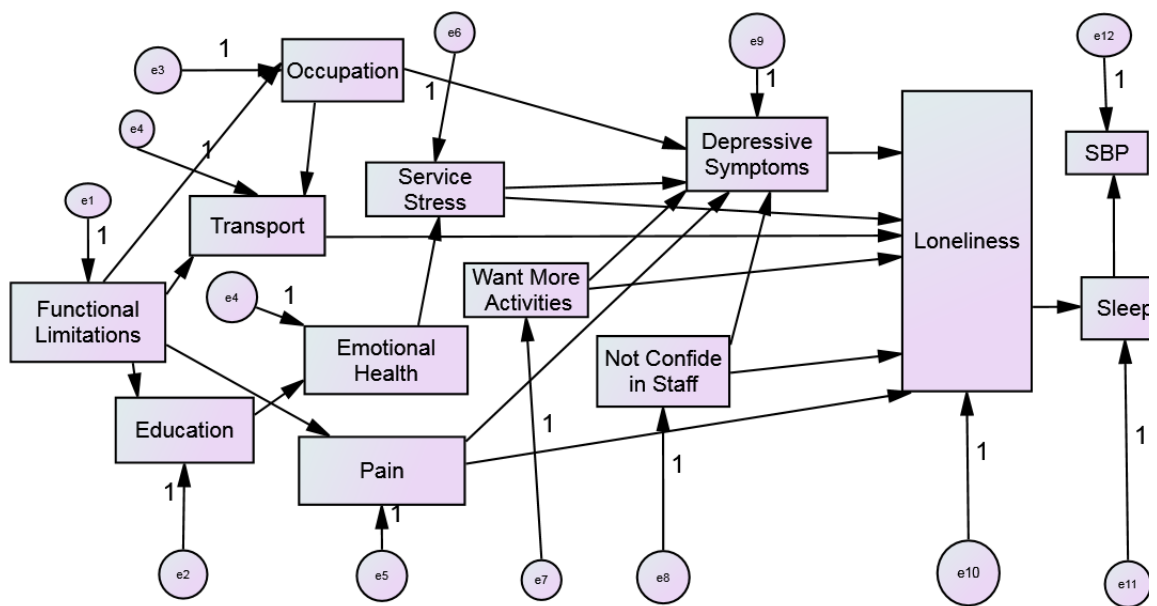 e6
e9
e12
1
e3
Occupation
1
1
1
e4
1
Depressive
Symptoms
SBP
Service
Stress
e1
Transport
1
Loneliness
Want More
Activities
e4
1
Functional
Limitations
Sleep
Emotional
Health
Not Confide
in Staff
Education
1
1
1
Pain
1
1
1
e2
e5
e7
e8
e10
e11